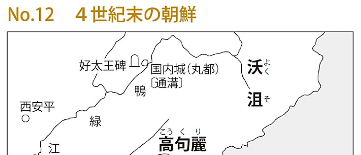 No.12　４世紀末の朝鮮
好太王碑
国内城(丸都)
〔通溝〕
沃沮
よくそ
西安平
鴨緑江
こうくり
高句麗